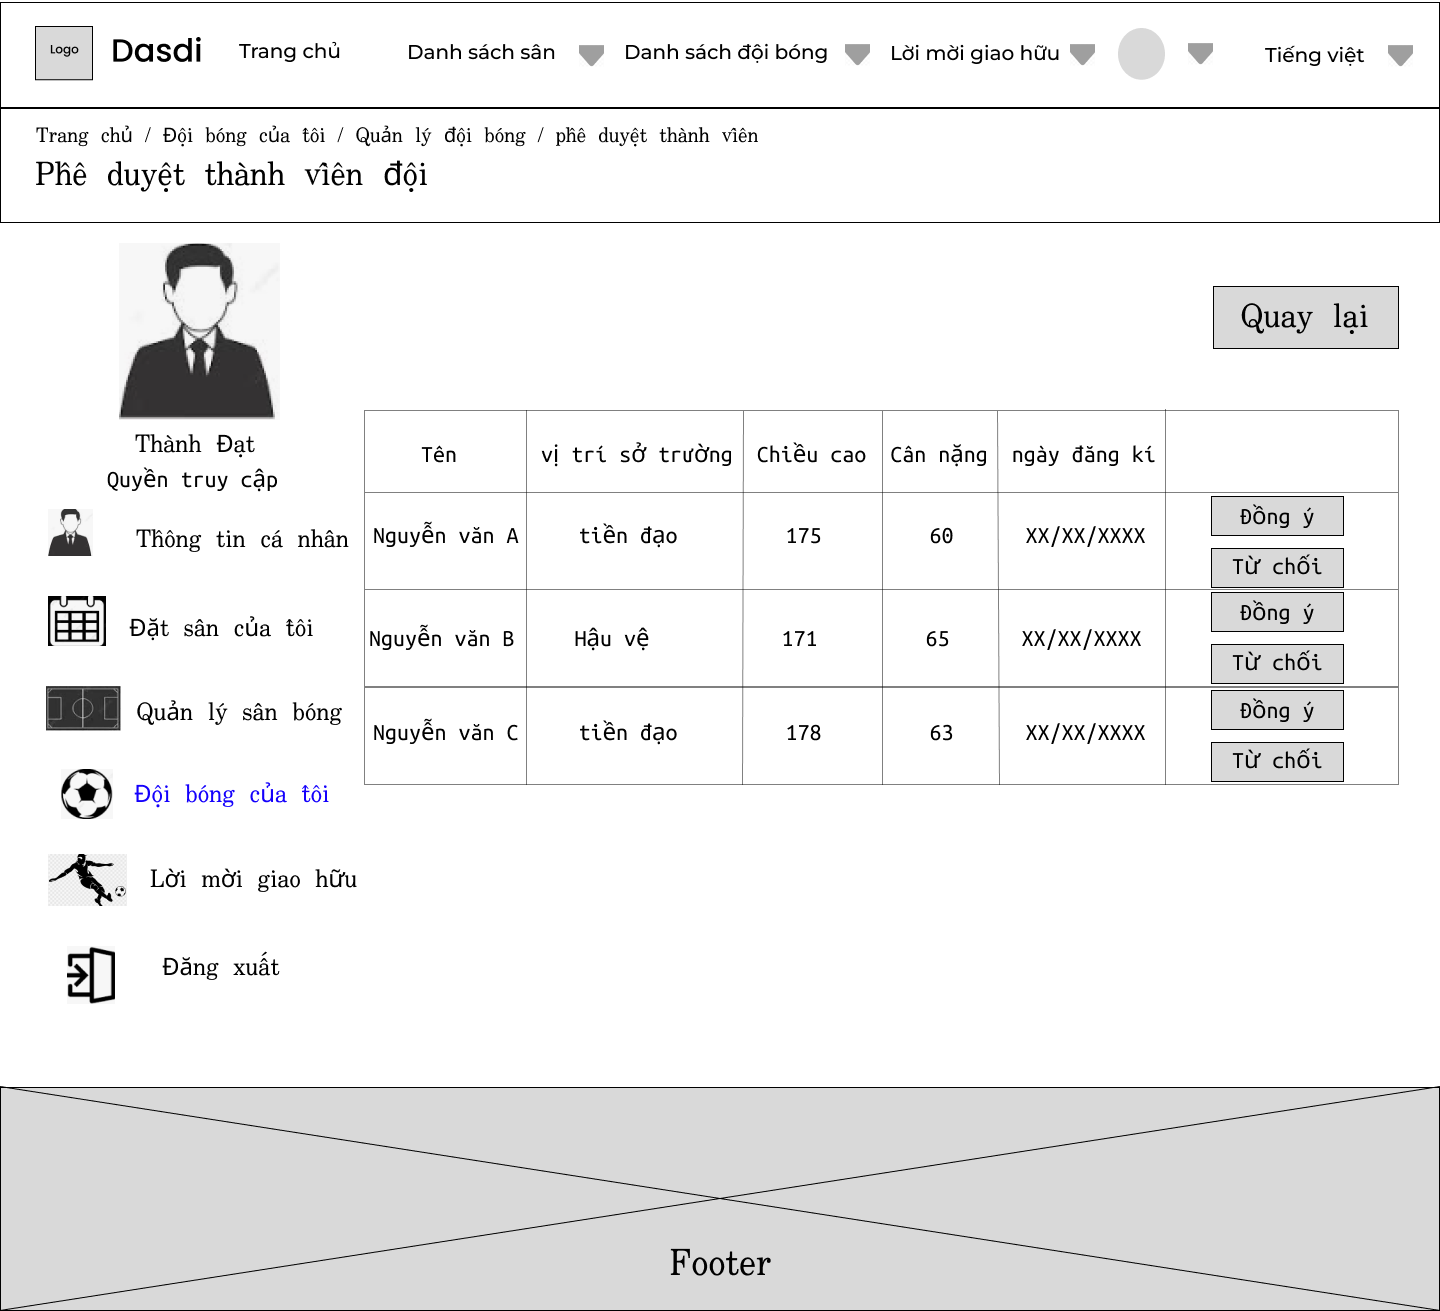 Logo Dasdi Trang chủ Danh sách sân Danh sách đội bóng Lời mời giao hữu Tiếng việt
Trang chủ / Đội bóng của tôi / Quản lý đội bóng / phê duyệt thành viên
Phê duyệt thành viên đội
Quay lại
Thành Đạt
Quyền truy cập
Thông tin cá nhân
Đặt sân của tôi
Quản lý sân bóng
Đội bóng của tôi
Lời mời giao hữu
Đăng xuất
Tên vị trí sở trường Chiều cao Cân nặng ngày đăng kí
Nguyễn văn A tiền đạo 175 60 XX/XX/XXXX
Đồng ý
Từ chối
Nguyễn văn B Hậu vệ 171 65 XX/XX/XXXX
Đồng ý
Từ chối
Nguyễn văn C tiền đạo 178 63 XX/XX/XXXX
Đồng ý
Từ chối
Footer